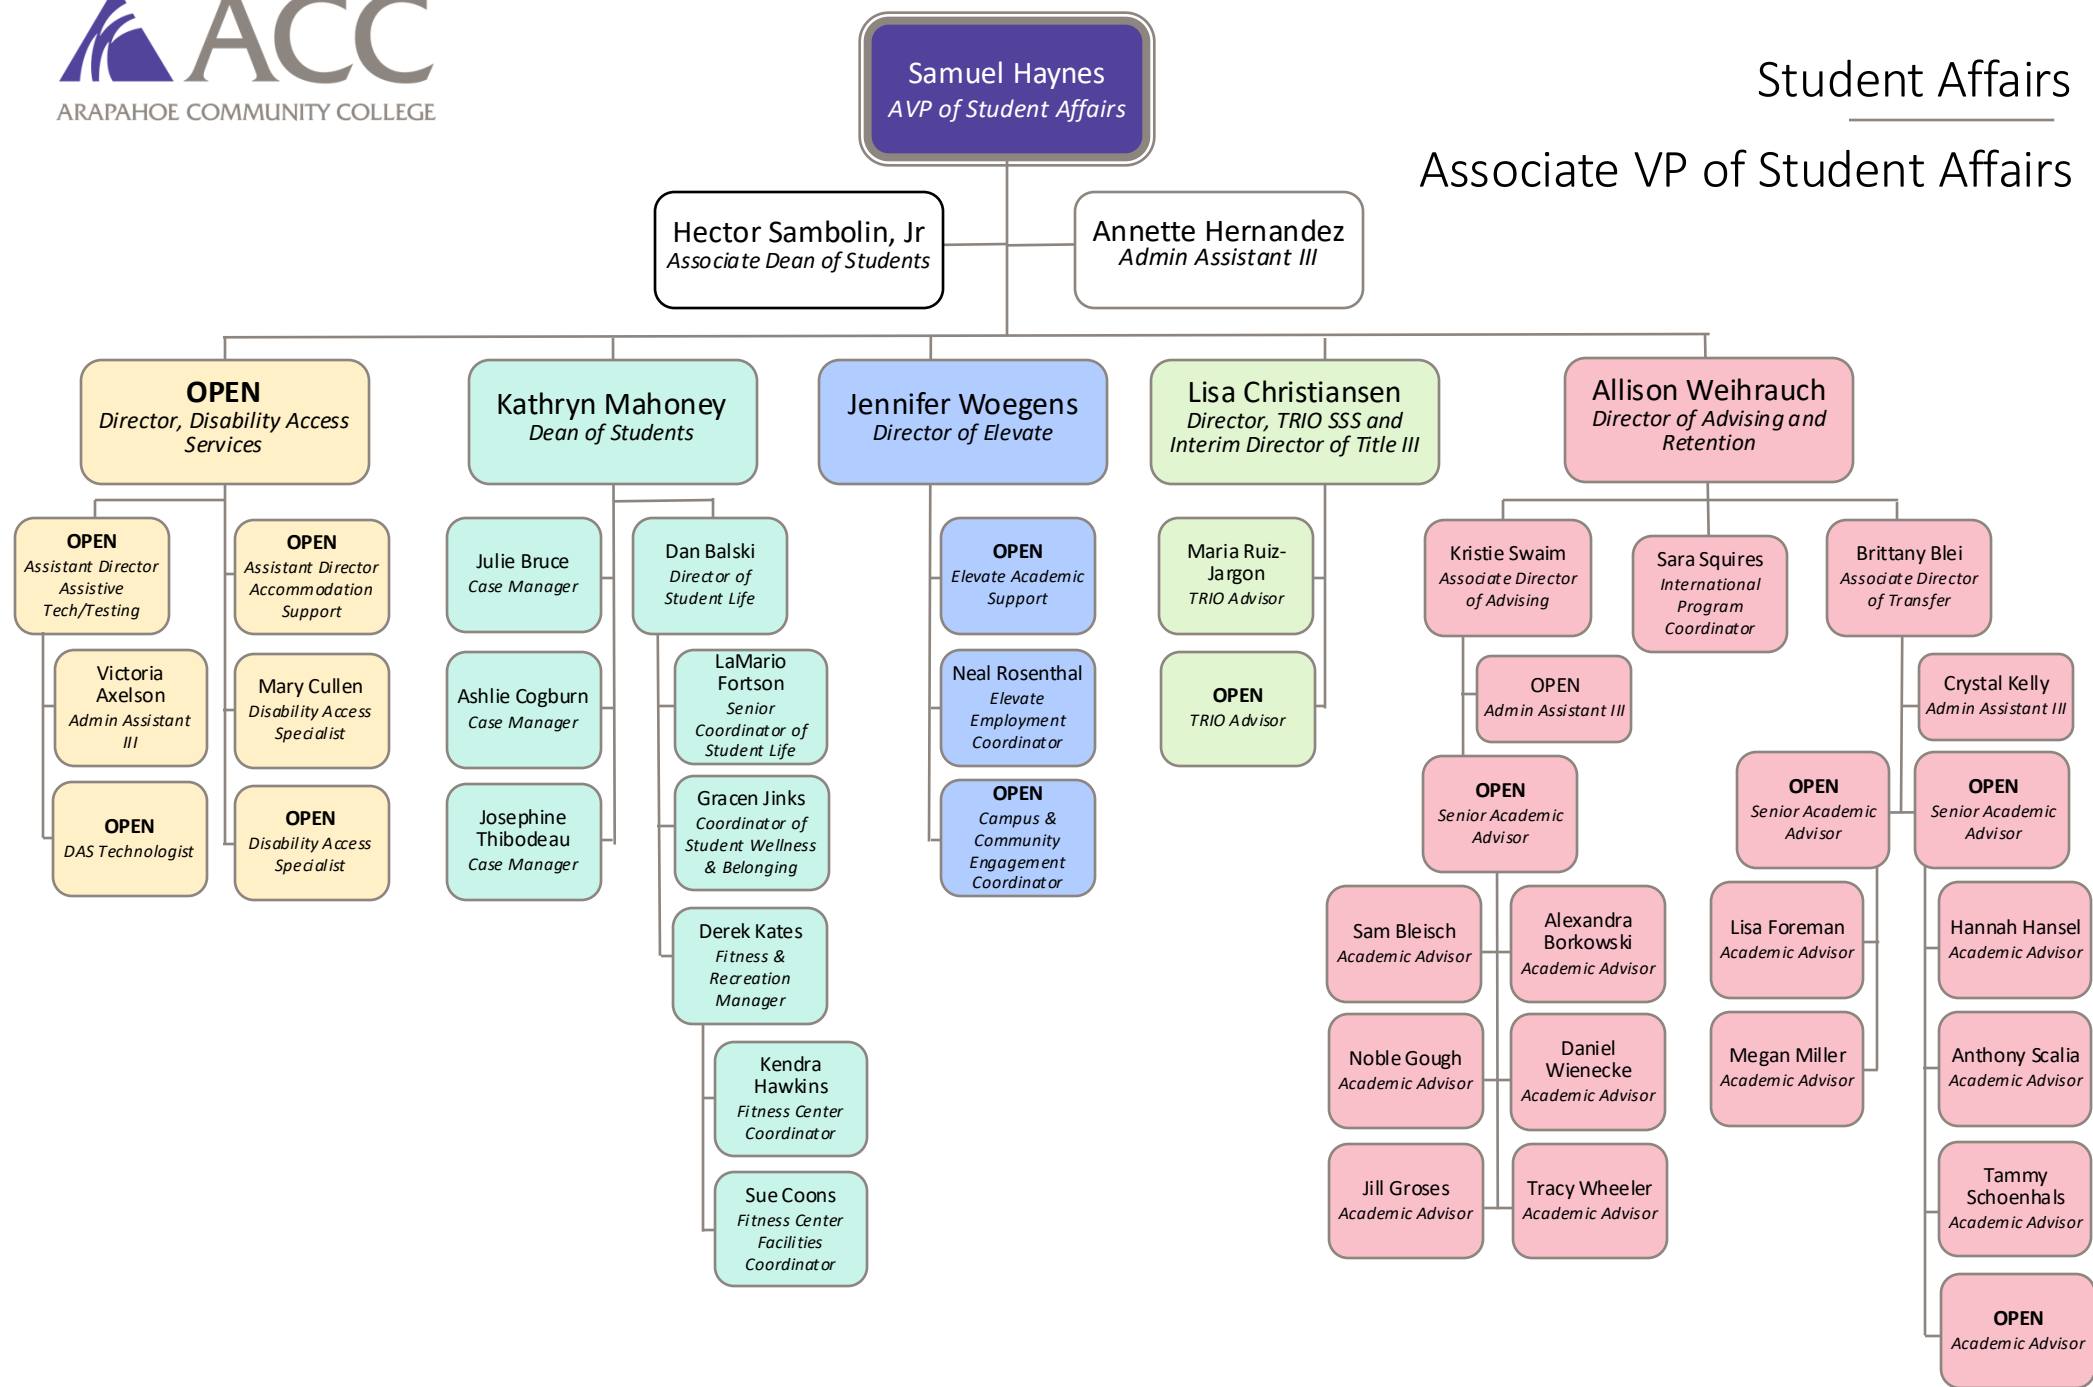 ACC
ARAPAHOE COMMUNITY COLLEGE
Student Affairs
Associate VP of Student Affairs
Samuel Haynes
AVP of Student Affairs
Hector Sambolin, Jr
Associate Dean of Students
Annette Hernandez
Admin Assistant III
OPEN
Director, Disability Access
Services
Kathryn Mahoney
Dean of Students
Jennifer Woegens
Director of Elevate
Lisa Christiansen
Director, TRIO SSS and
Interim Director of Title III
Allison Weihrauch
Director of Advising and
Retention
OPEN
Assistant Director
Assistive
Tech/Testing
OPEN
Assistant Director
Accommodation
Support
Victoria
Axelson
Admin Assistant
III
Mary Cullen
Disability Access
Specialist
OPEN
DAS Technologist
OPEN
Disability Access
Specialist
Julie Bruce
Case Manager
Dan Balski
Director of
Student Life
Ashlie Cogburn
Case Manager
LaMario
Fortson
Senior
Coordinator of
Student Life
Josephine
Thibodeau
Case Manager
Gracen Jinks
Coordinator of
Student Wellness
& Belonging
Derek Kates
Fitness &
Recreation
Manager
Kendra
Hawkins
Fitness Center
Coordinator
Sue Coons
Fitness Center
Facilities
Coordinator
OPEN
Elevate Academic
Support
Neal Rosenthal
Elevate
Employment
Coordinator
OPEN
Campus &
Community
Engagement
Coordinator
Maria Ruiz-
Jargon
TRIO Advisor
OPEN
TRIO Advisor
Kristie Swaim
Associate Director
of Advising
Sara Squires
International
Program
Coordinator
Brittany Blei
Associate Director
of Transfer
OPEN
Admin Assistant III
OPEN
Senior Academic
Advisor
Sam Bleisch
Academic Advisor
Alexandra
Borkowski
Academic Advisor
Noble Gough
Academic Advisor
Daniel
Wienecke
Academic Advisor
Jill Groses
Academic Advisor
Tracy Wheeler
Academic Advisor
Crystal Kelly
Admin Assistant III
OPEN
Senior Academic
Advisor
OPEN
Senior Academic
Advisor
Lisa Foreman
Academic Advisor
Hannah Hansel
Academic Advisor
Megan Miller
Academic Advisor
Anthony Scalia
Academic Advisor
Tammy
Schoenhals
Academic Advisor
OPEN
Academic Advisor